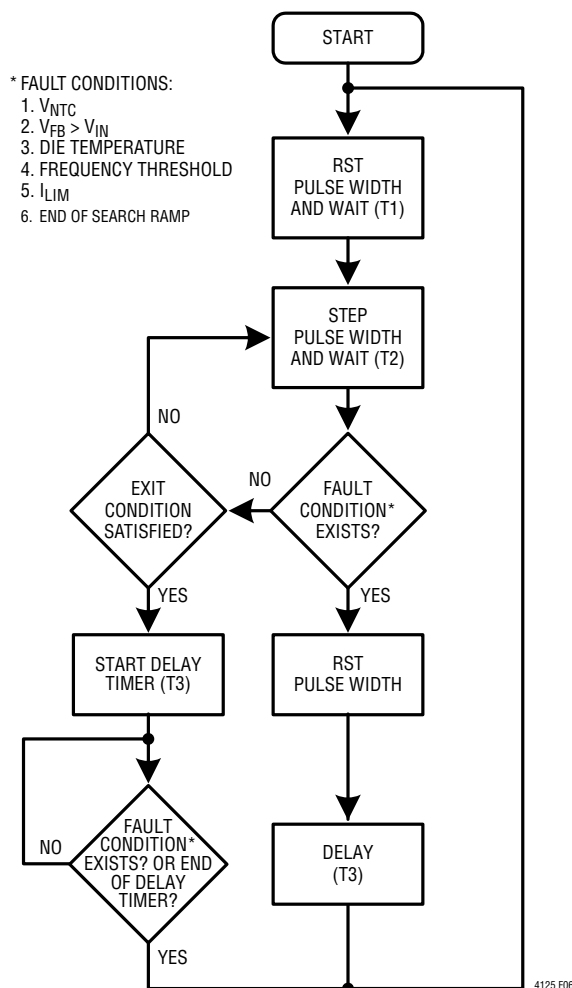 START
* FAULT CONDITIONS:
1. VNTC
2. VFB > VIN
3. DIE TEMPERATURE
4. FREQUENCY THRESHOLD
5. ILIM
6. END OF SEARCH RAMP
RST
PULSE WIDTH
AND WAIT (T1)
STEP
PULSE WIDTH
AND WAIT (T2)
NO
EXIT
CONDITION
SATISFIED?
NO
FAULT
CONDITION*
EXISTS?
YES
YES
START DELAY
TIMER (T3)
RST
PULSE WIDTH
NO
FAULT
CONDITION*
EXISTS? OR END
OF DELAY
TIMER?
DELAY
(T3)
YES
4125 F06